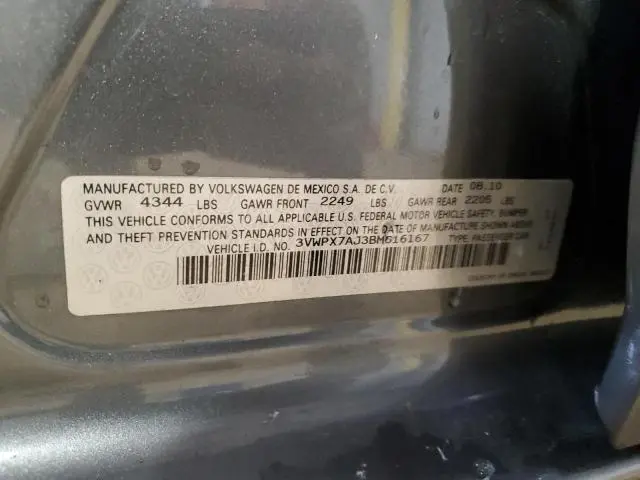 MANUFACTURED BY VOLKSWAGEN DE MEXICO S.A. DE C.V. DATE 08.10
GVWR 4344 LBS GAWR FRONT 2249 LBS GAWR REAR 2205 LBS
THIS VEHICLE CONFORMS TO ALL APPLICABLE U.S. FEDERAL MOTOR VEHICLE SAFETY, BUMPER
AND THEFT PREVENTION STANDARDS IN EFFECT ON THE DATE OF MANUFACTURE SHOWN ABOVE
VEHICLE I.D. NO. 3VWPX7AJ3BM616167 TYPE: PASSENGER CAR